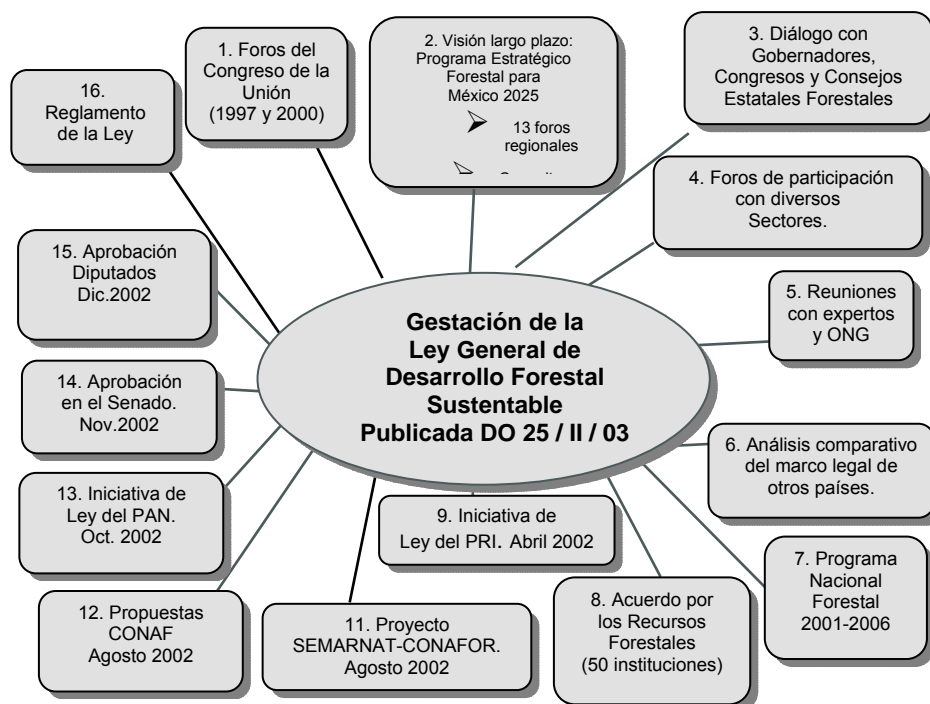 1. Foros del
Congreso de la
Unión
(1997 y 2000)
2. Visión largo plazo:
Programa Estratégico
Forestal para
México 2025
➢ 13 foros
regionales
➢
3. Diálogo con
Gobernadores,
Congresos y Consejos
Estatales Forestales
4. Foros de participación
con diversos
Sectores.
5. Reuniones
con expertos
y ONG
6. Análisis comparativo
del marco legal de
otros países.
7. Programa
Nacional
Forestal
2001-2006
8. Acuerdo por
los Recursos
Forestales
(50 instituciones)
9. Iniciativa de
Ley del PRI. Abril 2002
11. Proyecto
SEMARNAT-CONAFOR.
Agosto 2002
12. Propuestas
CONAF
Agosto 2002
13. Iniciativa de
Ley del PAN.
Oct. 2002
14. Aprobación
en el Senado.
Nov.2002
15. Aprobación
Diputados
Dic.2002
16.
Reglamento
de la Ley
Gestación de la
Ley General de
Desarrollo Forestal
Sustentable
Publicada DO 25 / II / 03